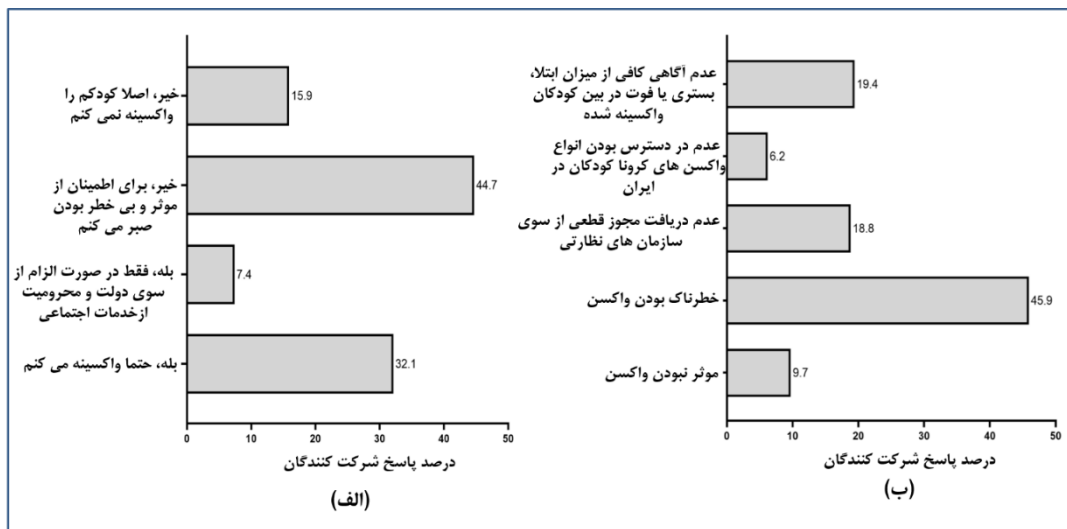 عدم آگاهی کافی از میزان ابتلا،
بستری یا فوت در بین کودکان
واکسینه شده
19.4
عدم در دسترس بودن انواع
واکسن های کرونا کودکان در
ایران
6.2
عدم دریافت مجوز قطعی از سوی
سازمان های نظارتی
18.8
خطرناک بودن واکسن
45.9
موثر نبودن واکسن
9.7
0 10 20 30 40 50
درصد پاسخ شرکت کنندگان
(ب)
خیر، اصلا کودکم را
واکسینه نمی کنم
15.9
خیر، برای اطمینان از
موثر و بی خطر بودن
صبر می کنم
44.7
بله، فقط در صورت الزام از
سوی دولت و محرومیت
ازخدمات اجتماعی
7.4
بله، حتما واکسینه می کنم
32.1
0 10 20 30 40 50
درصد پاسخ شرکت کنندگان
(الف)